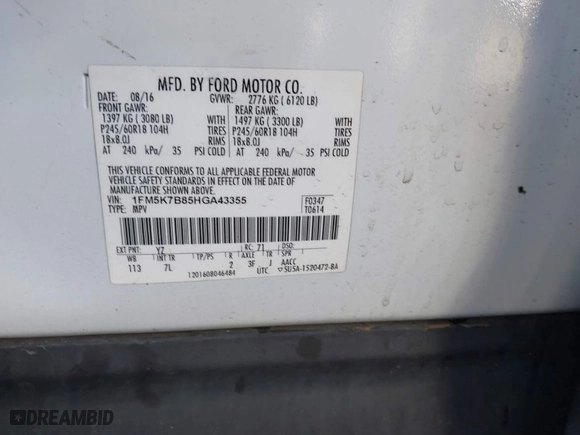 MFD. BY FORD MOTOR CO.
DATE: 08/16 GVWR: 2776 KG ( 6120 LB)
FRONT GAWR: REAR GAWR:
1397 KG ( 3080 LB) WITH 1497 KG ( 3300 LB) WITH
P245/60R18 104H TIRES P245/60R18 104H TIRES
18x8.0J RIMS 18x8.0J RIMS
AT 240 kPa/ 35 PSI COLD AT 240 kPa/ 35 PSI COLD
THIS VEHICLE CONFORMS TO ALL APPLICABLE FEDERAL MOTOR
VEHICLE SAFETY STANDARDS IN EFFECT ON THE DATE OF
MANUFACTURE SHOWN ABOVE.
VIN: 1FM5K7B85HGA43355 F0347
TYPE: MPV T0614
EXT PNT: YZ RC: 71 DSO:
WB INT TR TP/PS R AXLE TR SPR
113 7L 2 3F J AACC
1201608046484 UTC ▽5USA-1520472-BA
DREAMBID